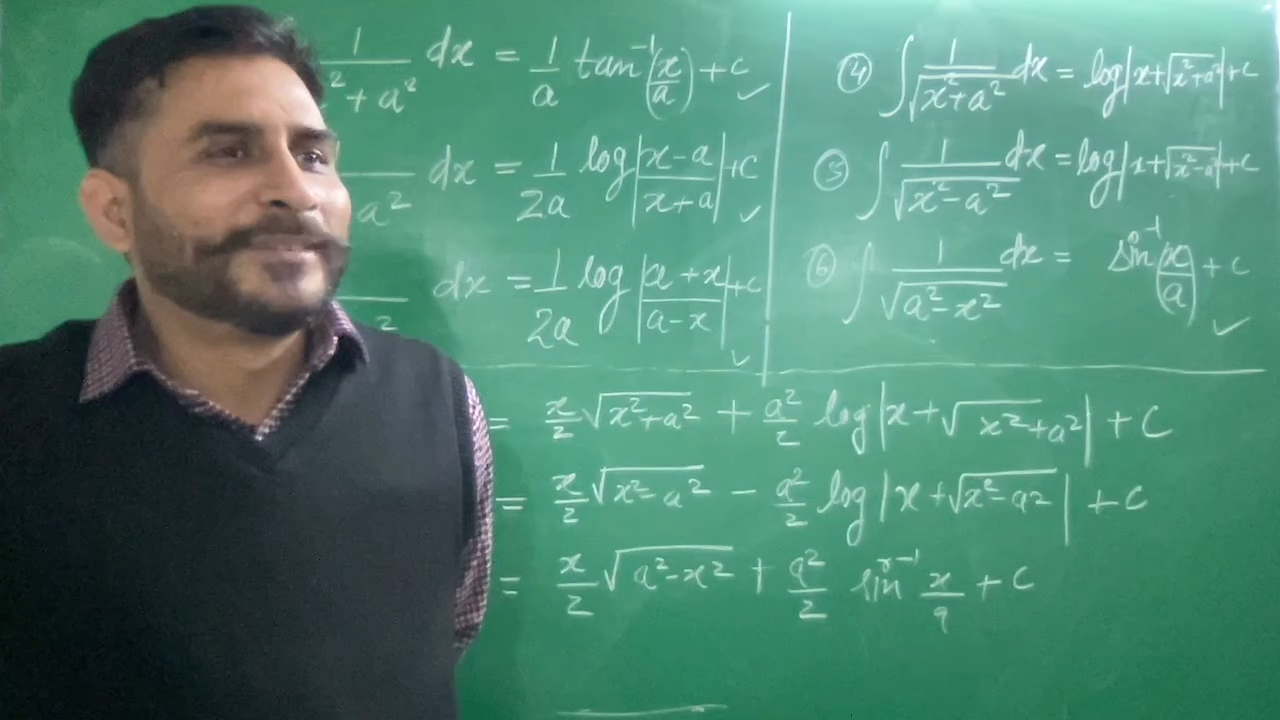 1/(² + a²) dx = 1/a tan⁻¹(x/a) + c ✓
a² dx = 1/2a log|x-a/x+a| + c ✓
² dx = 1/2a log|a+x/a-x| + c ✓
④ ∫ 1/√(x²+a²) dx = log|x+√(x²+a²)| + c
⑤ ∫ 1/√(x²-a²) dx = log|x+√(x²-a²)| + c
⑥ ∫ 1/√(a²-x²) dx = sin⁻¹(x/a) + c ✓
= x/2 √(x²+a²) + a²/2 log|x+√(x²+a²)| + C
= x/2 √(x²-a²) - a²/2 log|x+√(x²-a²)| + C
= x/2 √(a²-x²) + a²/2 sin⁻¹ x/a + C